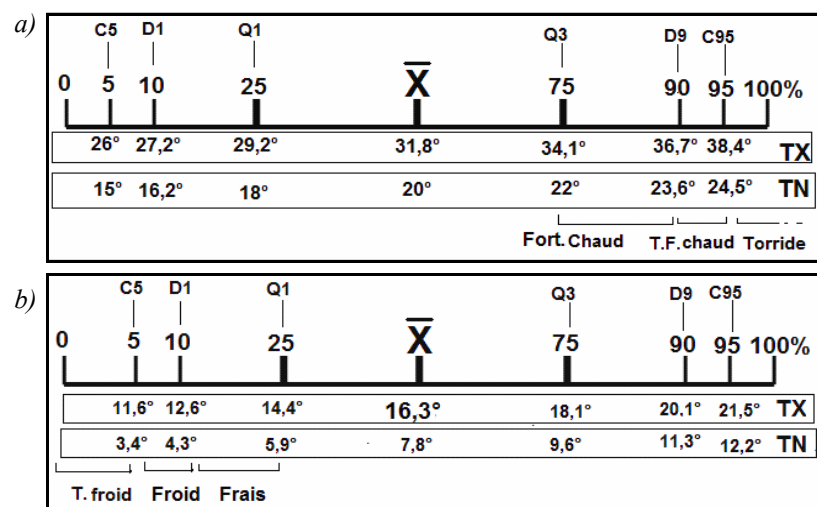 a)
C5 D1 Q1 Q3 D9 C95
0 5 10 25 X̅ 75 90 95 100%
26° 27,2° 29,2° 31,8° 34,1° 36,7° 38,4° TX
15° 16,2° 18° 20° 22° 23,6° 24,5° TN
Fort. Chaud T.F. chaud Torride
b)
C5 D1 Q1 Q3 D9 C95
0 5 10 25 X̅ 75 90 95 100%
11,6° 12,6° 14,4° 16,3° 18,1° 20,1° 21,5° TX
3,4° 4,3° 5,9° 7,8° 9,6° 11,3° 12,2° TN
T. froid Froid Frais